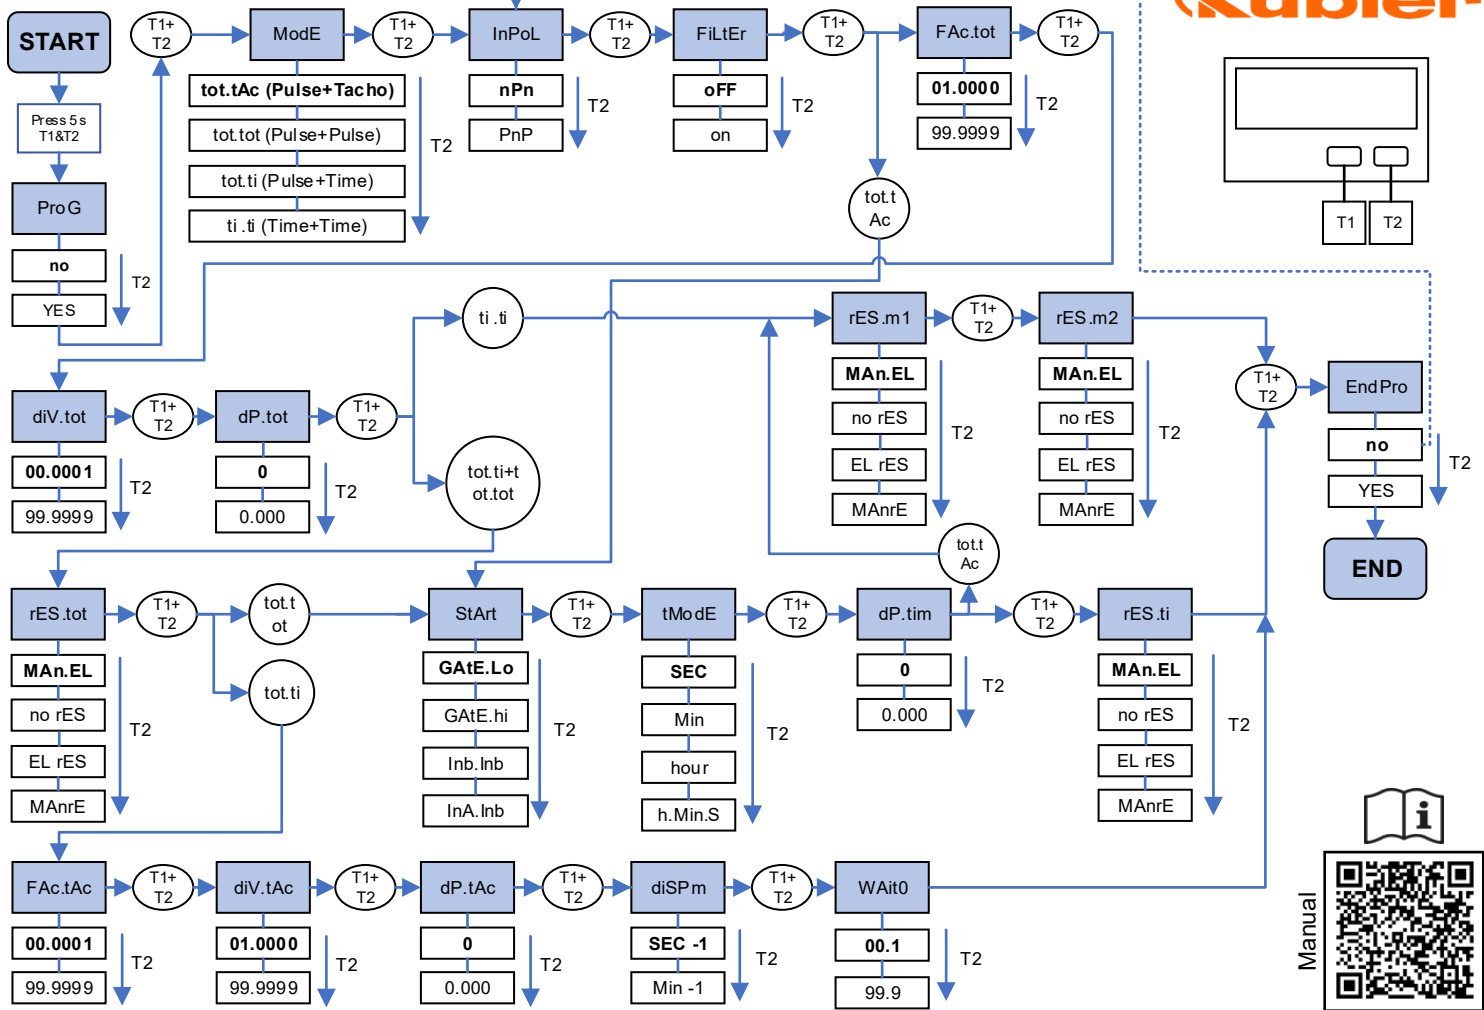 Kübler
START
T1+
T2
ModE
T1+
T2
InPoL
T1+
T2
FiLtEr
T1+
T2
FAc.tot
T1+
T2
Press 5 s
T1&T2
tot.tAc (Pulse+Tacho)
tot.tot (Pulse+Pulse)
tot.ti (Pulse+Time)
ti .ti (Time+Time)
T2
nPn
PnP
T2
oFF
on
T2
01.0000
99.9999
T2
ProG
no
YES
T2
tot.t
Ac
T1
T2
ti .ti
rES.m1
T1+
T2
rES.m2
MAn.EL
no rES
EL rES
MAnrE
T2
MAn.EL
no rES
EL rES
MAnrE
T2
T1+
T2
EndPro
no
YES
T2
END
diV.tot
T1+
T2
dP.tot
T1+
T2
00.0001
99.9999
T2
0
0.000
T2
tot.ti+t
ot.tot
tot.t
Ac
rES.tot
T1+
T2
tot.t
ot
tot.ti
StArt
T1+
T2
tModE
T1+
T2
dP.tim
T1+
T2
rES.ti
MAn.EL
no rES
EL rES
MAnrE
T2
GAtE.Lo
GAtE.hi
Inb.Inb
InA.Inb
T2
SEC
Min
hour
h.Min.S
T2
0
0.000
T2
MAn.EL
no rES
EL rES
MAnrE
T2
FAc.tAc
T1+
T2
diV.tAc
T1+
T2
dP.tAc
T1+
T2
diSPm
T1+
T2
WAit0
00.0001
99.9999
T2
01.0000
99.9999
T2
0
0.000
T2
SEC -1
Min -1
T2
00.1
99.9
T2
i
Manual